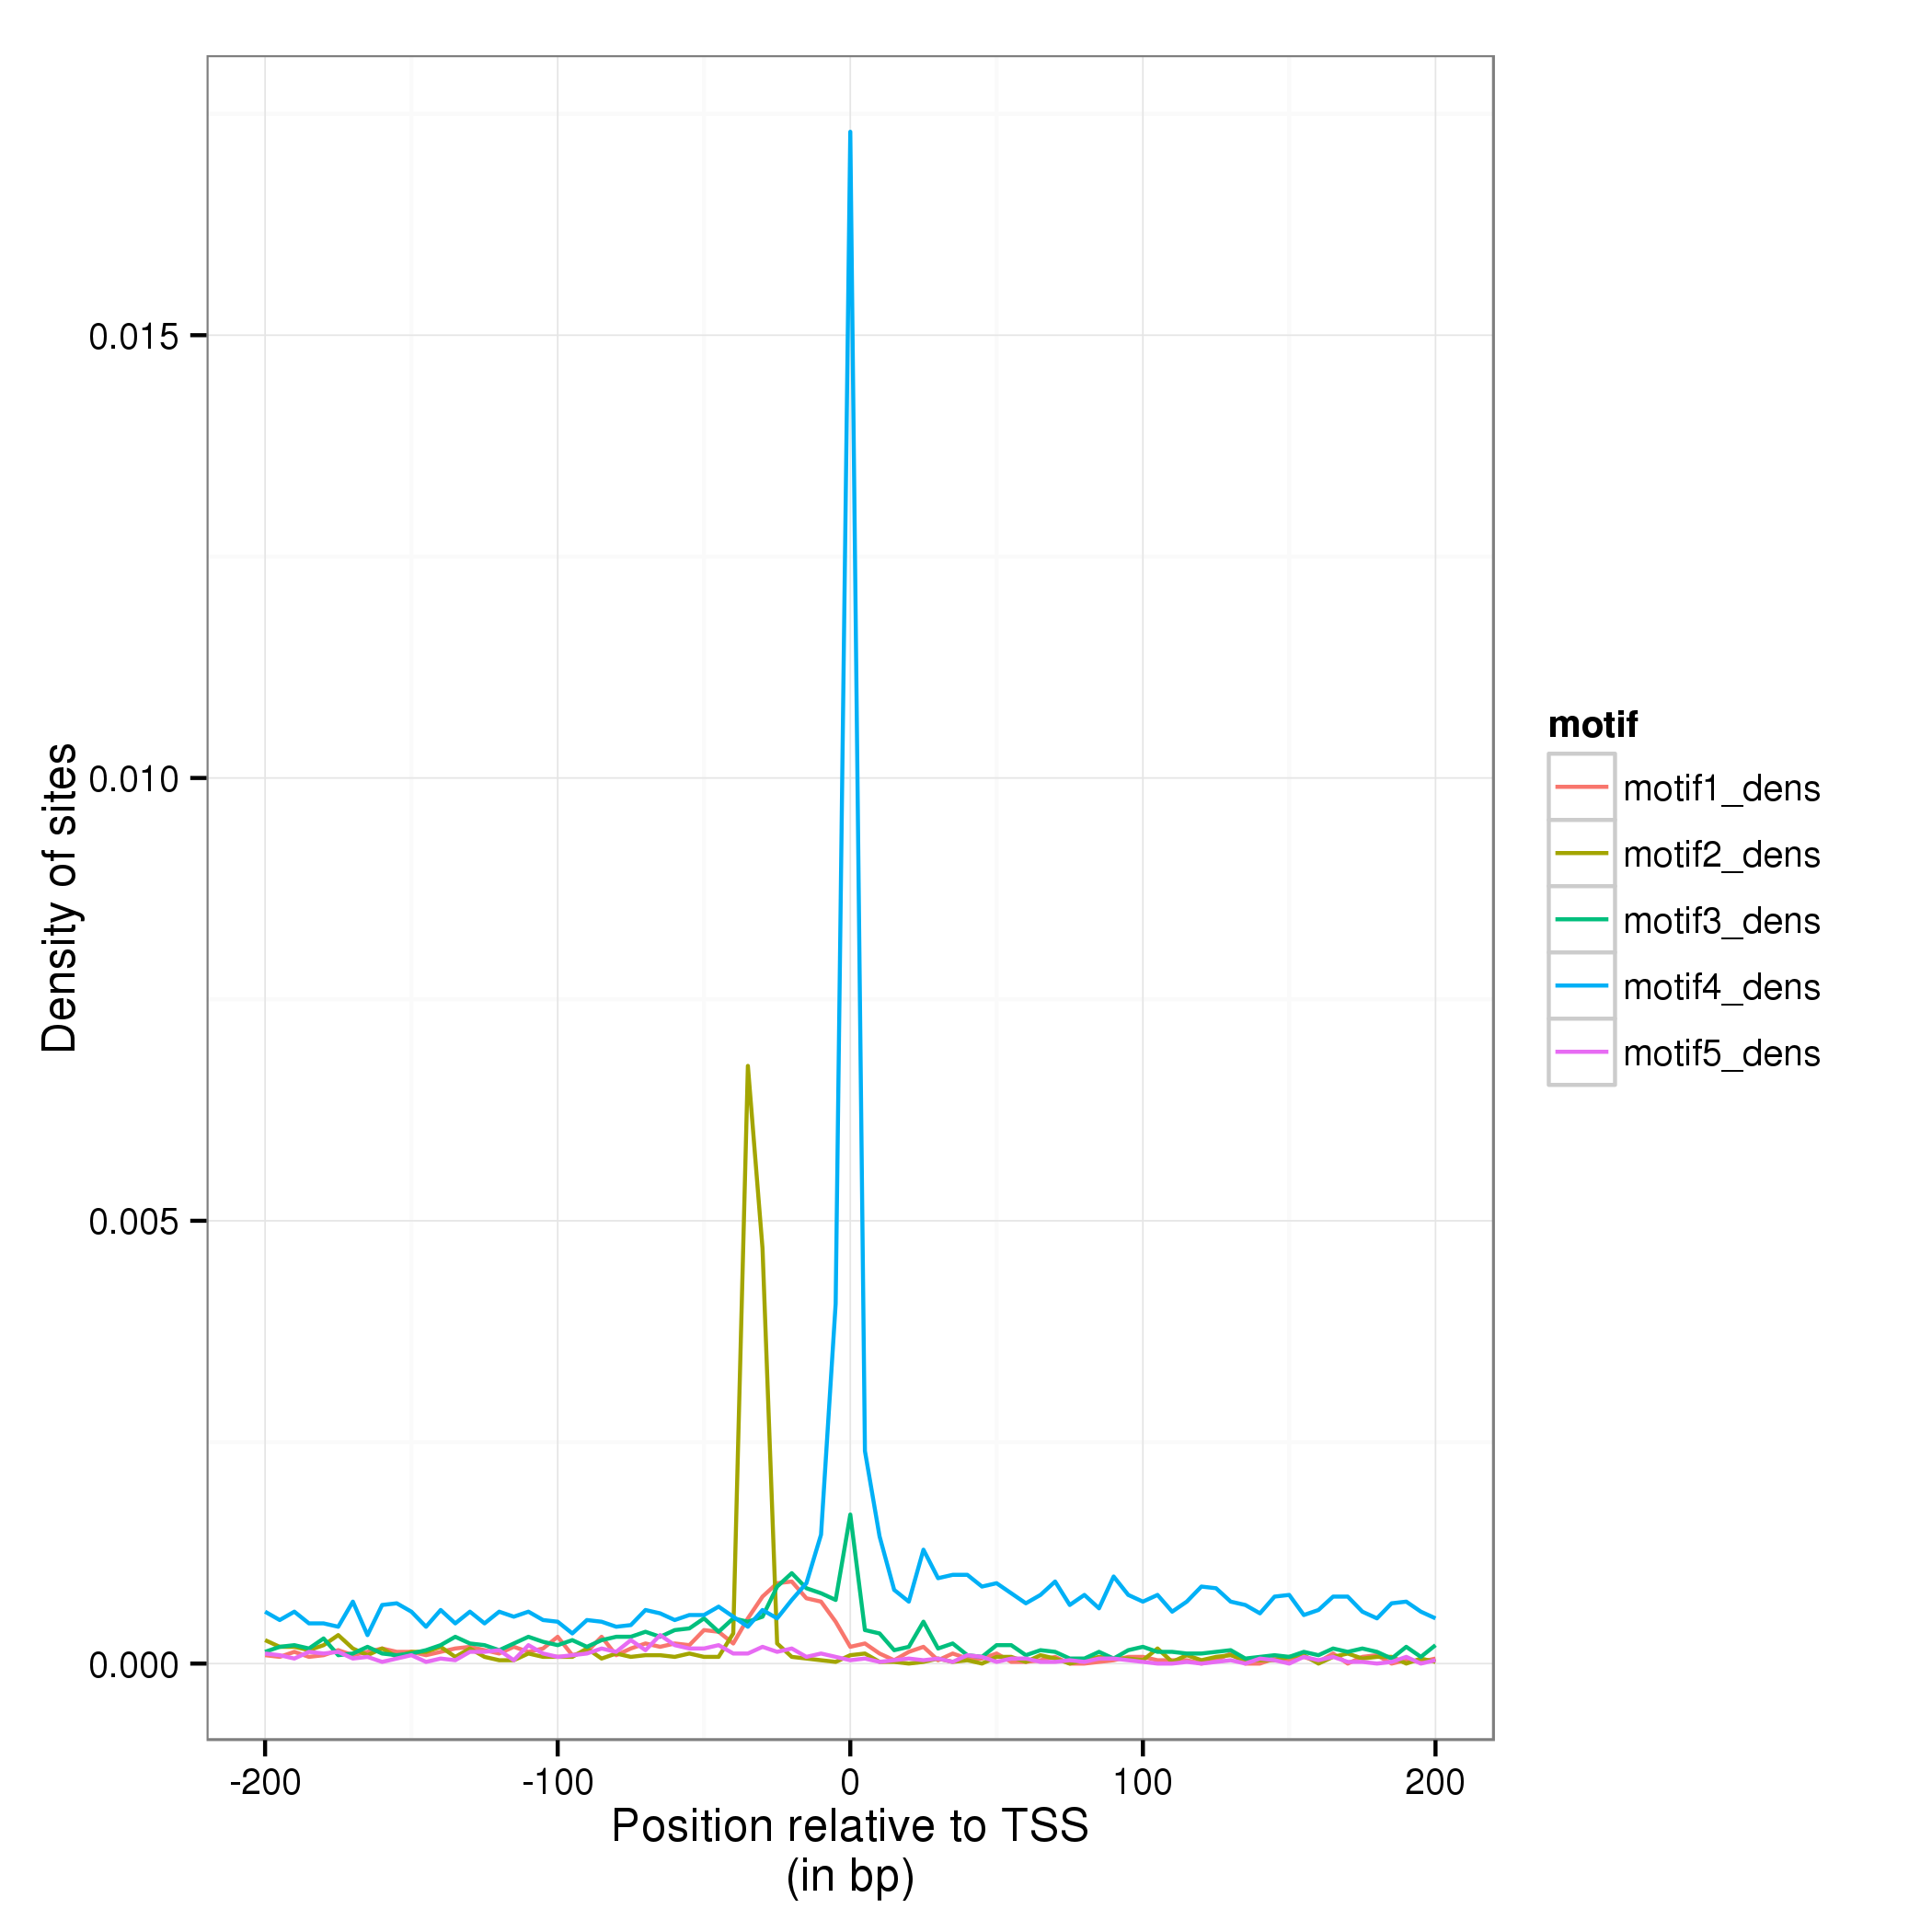 0.015
0.010
0.005
0.000
Density of sites
-200
-100
0
100
200
Position relative to TSS
(in bp)
motif
motif1_dens
motif2_dens
motif3_dens
motif4_dens
motif5_dens